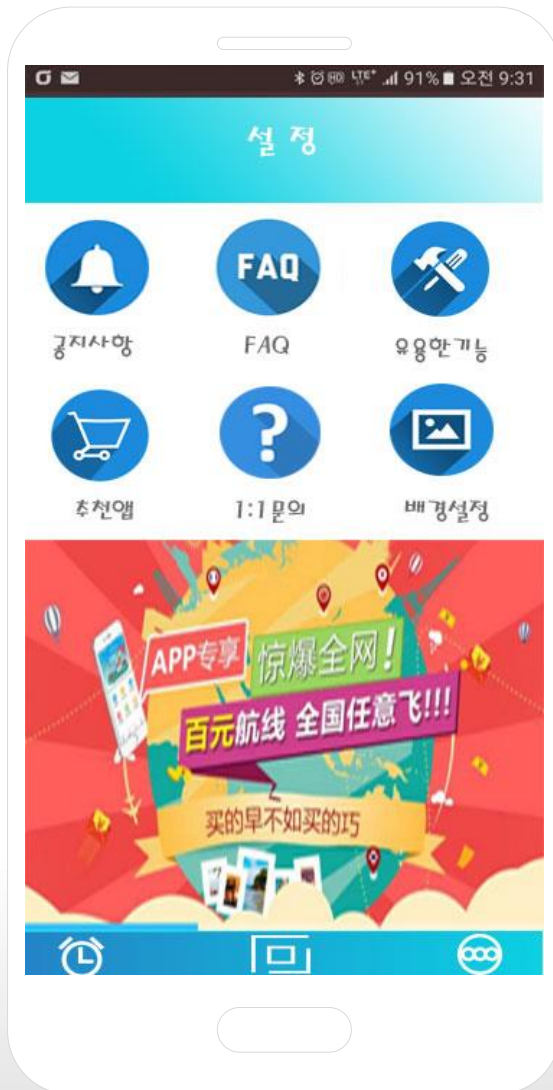 91% 오전 9:31
설정
FAQ
공지사항
FAQ
유용한기능
?
추천앱
1:1문의
배경설정
APP专享
惊爆全网!
百元航线 全国任意飞!!!
买的早不如买的巧